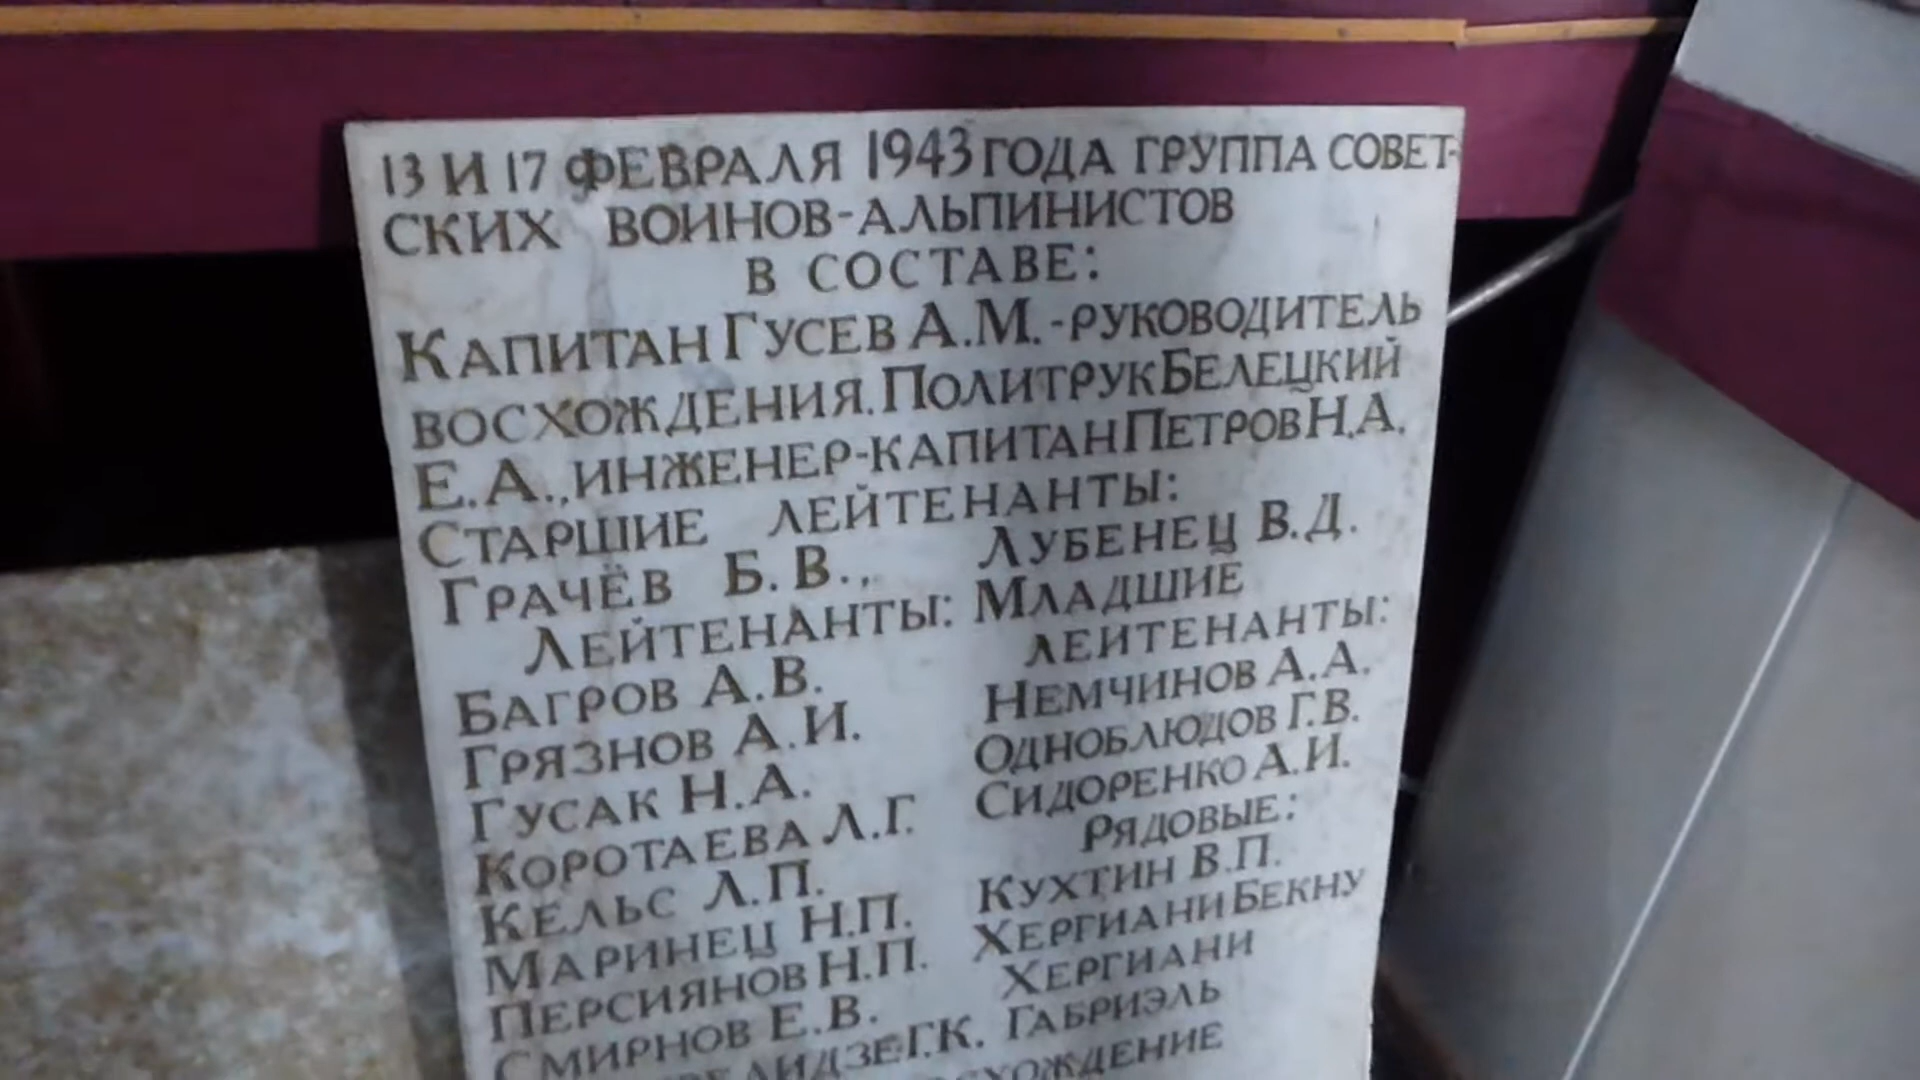 13 И 17 ФЕВРАЛЯ 1943 ГОДА ГРУППА СОВЕТ-
СКИХ ВОИНОВ-АЛЬПИНИСТОВ
В СОСТАВЕ:
КАПИТАН ГУСЕВ А.М.-РУКОВОДИТЕЛЬ
ВОСХОЖДЕНИЯ. ПОЛИТРУК БЕЛЕЦКИЙ
Е.А., ИНЖЕНЕР-КАПИТАН ПЕТРОВ Н.А.
СТАРШИЕ ЛЕЙТЕНАНТЫ:
ГРАЧЁВ Б.В., ЛУБЕНЕЦ В.Д.
ЛЕЙТЕНАНТЫ: МЛАДШИЕ
ЛЕЙТЕНАНТЫ:
БАГРОВ А.В. НЕМЧИНОВ А.А.
ГРЯЗНОВ А.И. ОДНОБЛЮДОВ Г.В.
ГУСАК Н.А. СИДОРЕНКО А.И.
КОРОТАЕВА Л.Г. РЯДОВЫЕ:
КЕЛЬС Л.П. КУХТИН В.П.
МАРИНЕЦ Н.П. ХЕРГИАНИ БЕКНУ
ПЕРСИЯНОВ Н.П. ХЕРГИАНИ
СМИРНОВ Е.В. ГАБРИЭЛЬ
Г.К.